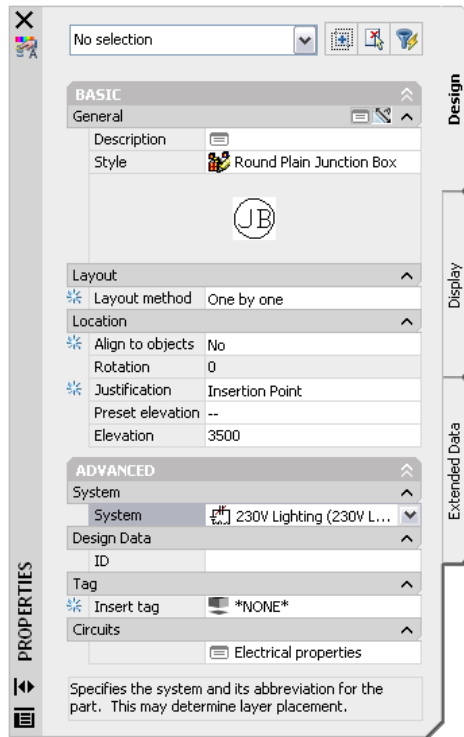 No selection
BASIC
General
Description
Style Round Plain Junction Box
JB
Layout
Layout method One by one
Location
Align to objects No
Rotation 0
Justification Insertion Point
Preset elevation --
Elevation 3500
ADVANCED
System
System 230V Lighting (230V L...
Design Data
ID
Tag
Insert tag *NONE*
Circuits
Electrical properties
Specifies the system and its abbreviation for the
part. This may determine layer placement.
PROPERTIES
Design
Display
Extended Data